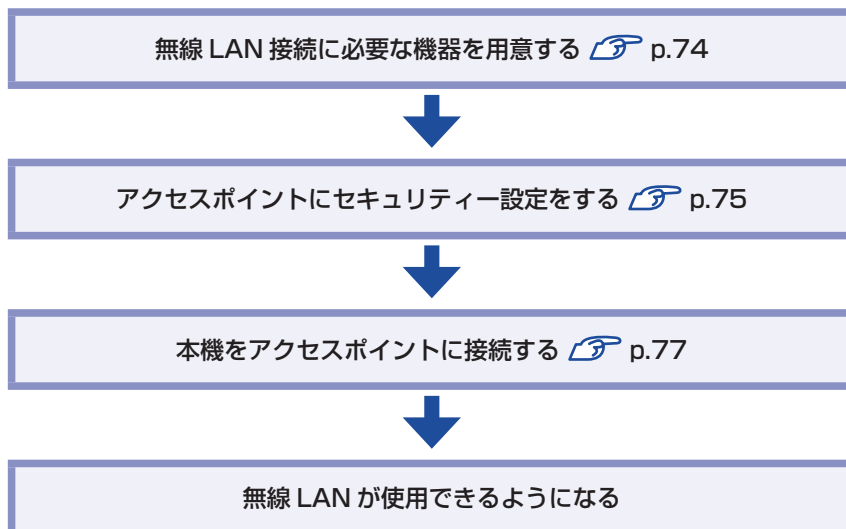 無線 LAN 接続に必要な機器を用意する p.74
アクセスポイントにセキュリティー設定をする p.75
本機をアクセスポイントに接続する p.77
無線 LAN が使用できるようになる